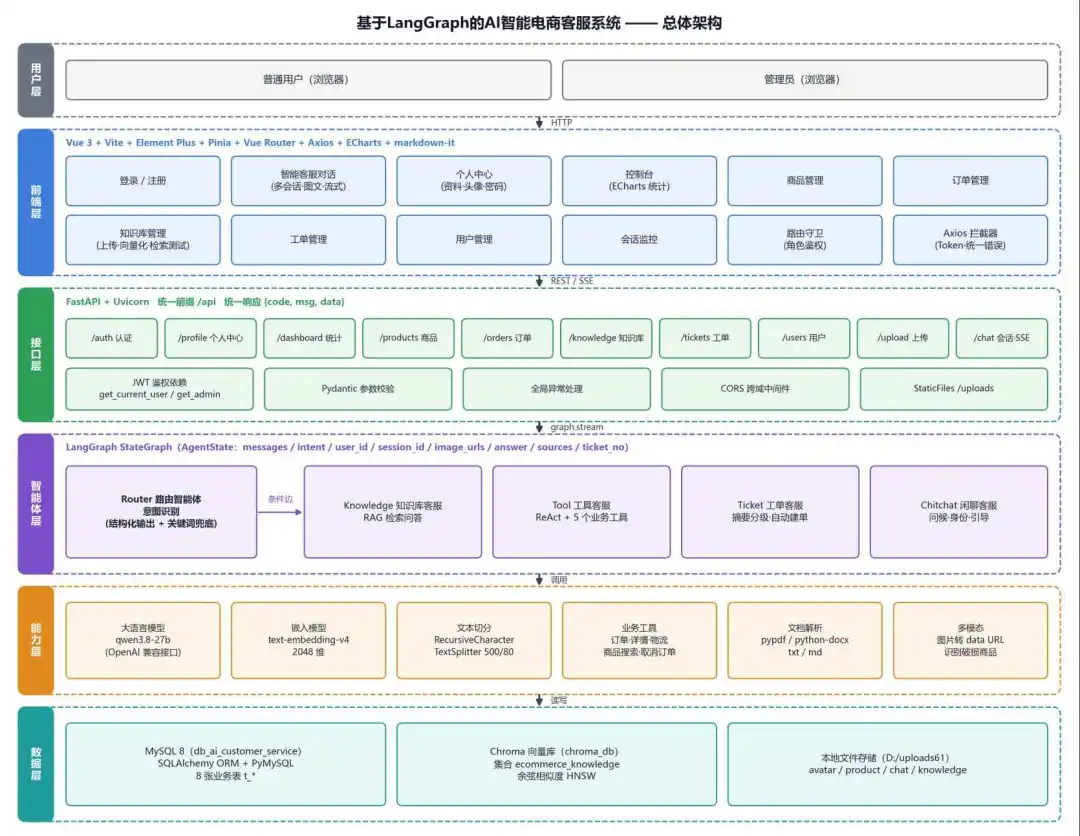 基于LangGraph的AI智能电商客服系统 —— 总体架构
用户层
普通用户（浏览器）
管理员（浏览器）
HTTP
前端层
Vue 3 + Vite + Element Plus + Pinia + Vue Router + Axios + ECharts + markdown-it
登录 / 注册
智能客服对话
(多会话·图文·流式)
个人中心
(资料·头像·密码)
控制台
(ECharts 统计)
商品管理
订单管理
知识库管理
(上传·向量化·检索测试)
工单管理
用户管理
会话监控
路由守卫
(角色鉴权)
Axios 拦截器
(Token·统一错误)
REST / SSE
接口层
FastAPI + Uvicorn 统一前缀 /api 统一响应 {code, msg, data}
/auth 认证
/profile 个人中心
/dashboard 统计
/products 商品
/orders 订单
/knowledge 知识库
/tickets 工单
/users 用户
/upload 上传
/chat 会话·SSE
JWT 鉴权依赖
get_current_user / get_admin
Pydantic 参数校验
全局异常处理
CORS 跨域中间件
StaticFiles /uploads
graph.stream
智能体层
LangGraph StateGraph（AgentState：messages / intent / user_id / session_id / image_urls / answer / sources / ticket_no）
Router 路由智能体
意图识别
(结构化输出 + 关键词兜底)
条件边
Knowledge 知识库客服
RAG 检索问答
Tool 工具客服
ReAct + 5 个业务工具
Ticket 工单客服
摘要分级·自动建单
Chitchat 闲聊客服
问候·身份·引导
调用
能力层
大语言模型
qwen3.8-27b
(OpenAI 兼容接口)
嵌入模型
text-embedding-v4
2048 维
文本切分
RecursiveCharacter
TextSplitter 500/80
业务工具
订单·详情·物流
商品搜索·取消订单
文档解析
pypdf / python-docx
txt / md
多模态
图片转 data URL
识别破损商品
读写
数据层
MySQL 8（db_ai_customer_service）
SQLAlchemy ORM + PyMySQL
8 张业务表 t_*
Chroma 向量库（chroma_db）
集合 ecommerce_knowledge
余弦相似度 HNSW
本地文件存储（D:/uploads61）
avatar / product / chat / knowledge